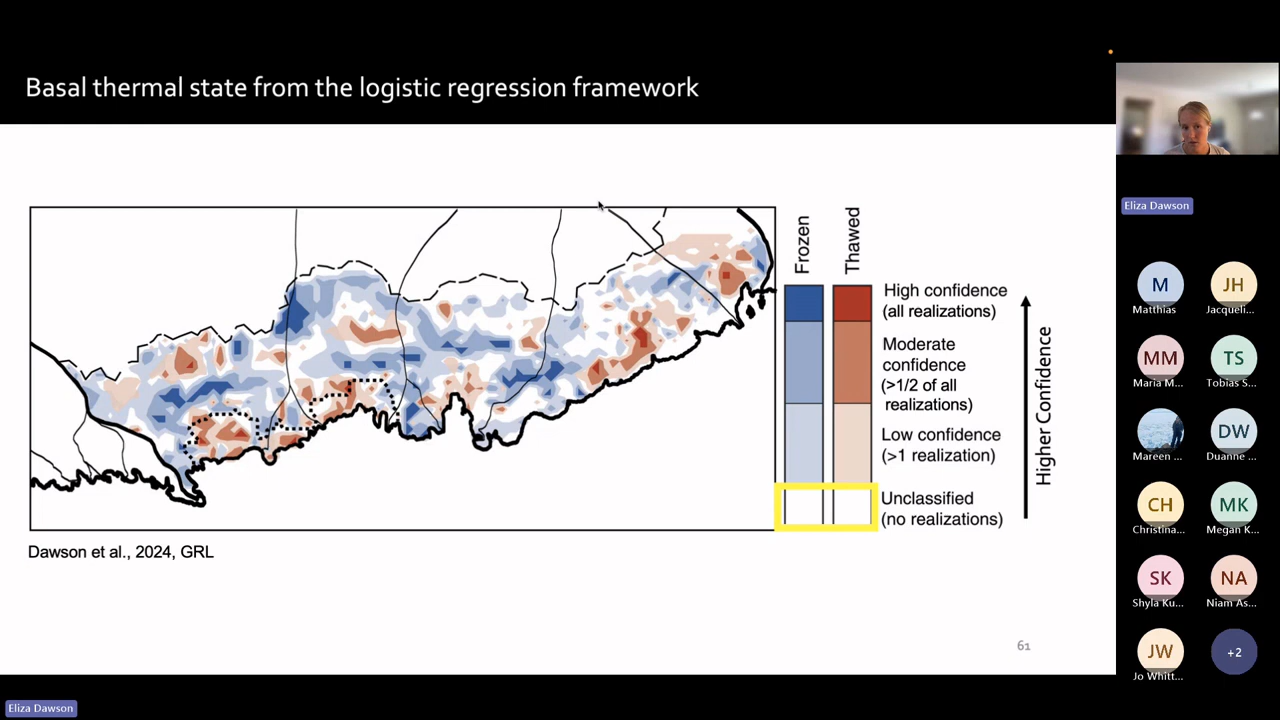 Basal thermal state from the logistic regression framework
Frozen
Thawed
High confidence
(all realizations)
Moderate
confidence
(>1/2 of all
realizations)
Low confidence
(>1 realization)
Unclassified
(no realizations)
Higher Confidence
Dawson et al., 2024, GRL
61
Eliza Dawson
M
Matthias
JH
Jacqueli...
MM
Maria M...
TS
Tobias S...
Mareen ...
DW
Duanne ...
CH
Christina...
MK
Megan K...
SK
Shyla Ku...
NA
Niam As...
JW
Jo Whitt...
+2
Eliza Dawson